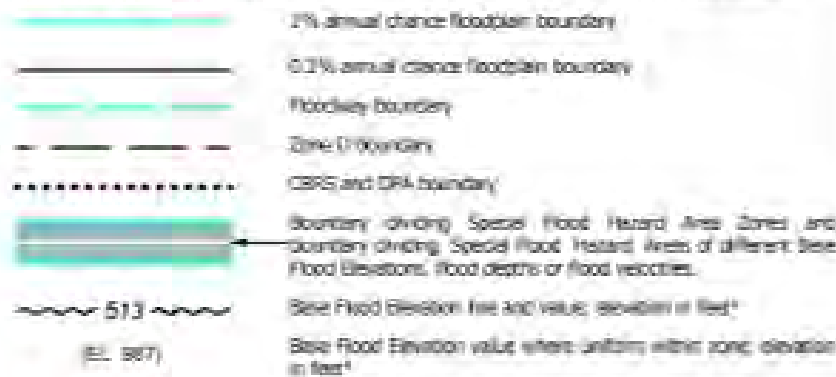 1% annual chance floodplain boundary
0.2% annual chance floodplain boundary
Floodway boundary
Zone D boundary
CBRS and OPA boundary
Boundary dividing Special Flood Hazard Area Zones and
boundary dividing Special Flood Hazard Areas of different Base
Flood Elevations, flood depths or flood velocities.
513
Base Flood Elevation line and value; elevation in feet*
(EL 987)
Base Flood Elevation value where uniform within zone; elevation
in feet*